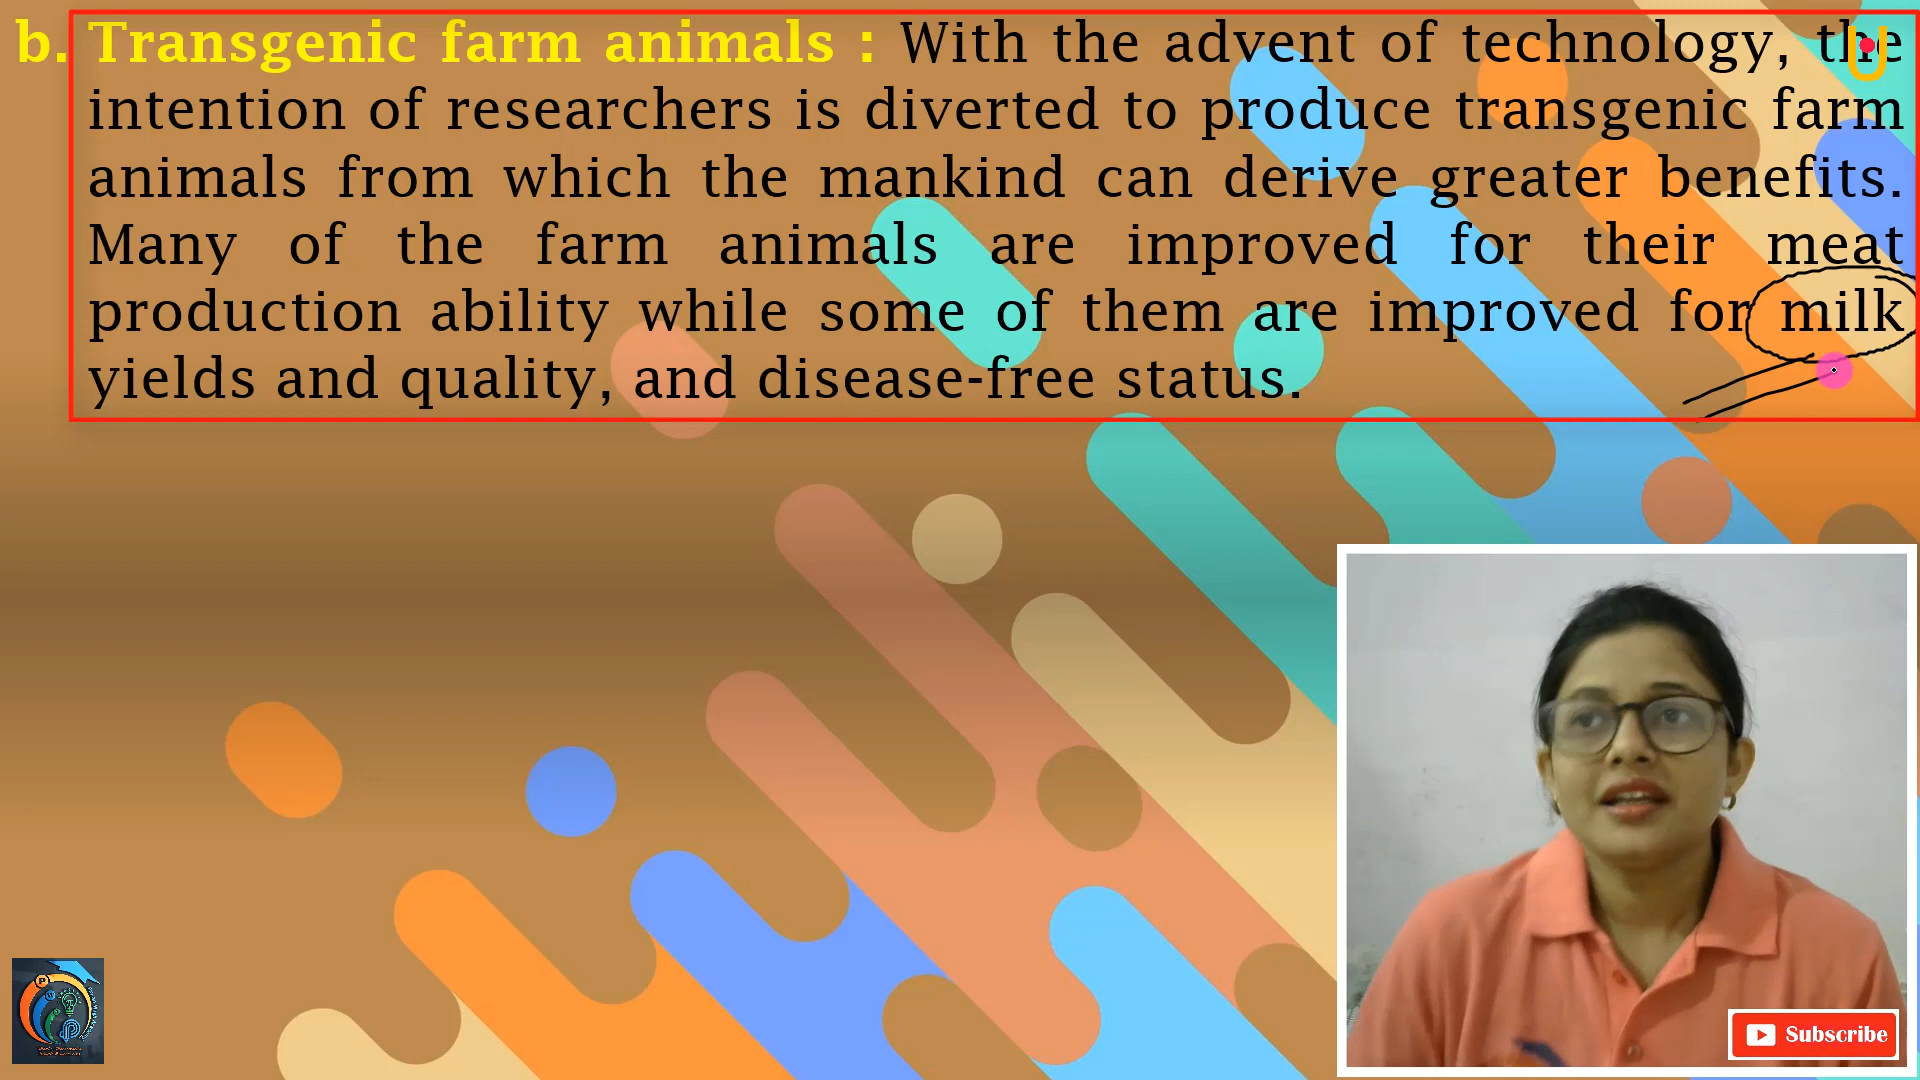 b. Transgenic farm animals : With the advent of technology, the
intention of researchers is diverted to produce transgenic farm
animals from which the mankind can derive greater benefits.
Many of the farm animals are improved for their meat
production ability while some of them are improved for milk
yields and quality, and disease-free status.
Subscribe